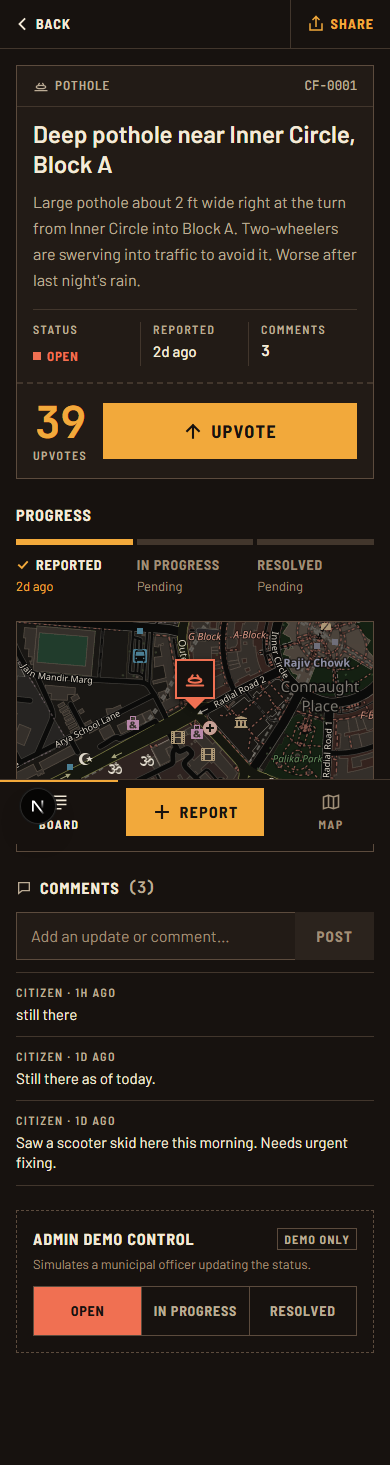 BACK
SHARE
POTHOLE
CF-0001
Deep pothole near Inner Circle,
Block A
Large pothole about 2 ft wide right at the turn
from Inner Circle into Block A. Two-wheelers
are swerving into traffic to avoid it. Worse after
last night's rain.
STATUS
REPORTED
COMMENTS
OPEN
2d ago
3
39
UPVOTES
UPVOTE
PROGRESS
REPORTED
IN PROGRESS
RESOLVED
2d ago
Pending
Pending
G Block
A-Block
Oute
Inner Circle
Rajiv Chowk
Jain Mandir Marg
Radial Road 2
Connaught
Place
Arya School Lane
F-B
Palika Park
Radial Road 1
N
BOARD
REPORT
MAP
COMMENTS (3)
Add an update or comment...
POST
CITIZEN · 1H AGO
still there
CITIZEN · 1D AGO
Still there as of today.
CITIZEN · 1D AGO
Saw a scooter skid here this morning. Needs urgent
fixing.
ADMIN DEMO CONTROL
DEMO ONLY
Simulates a municipal officer updating the status.
OPEN
IN PROGRESS
RESOLVED